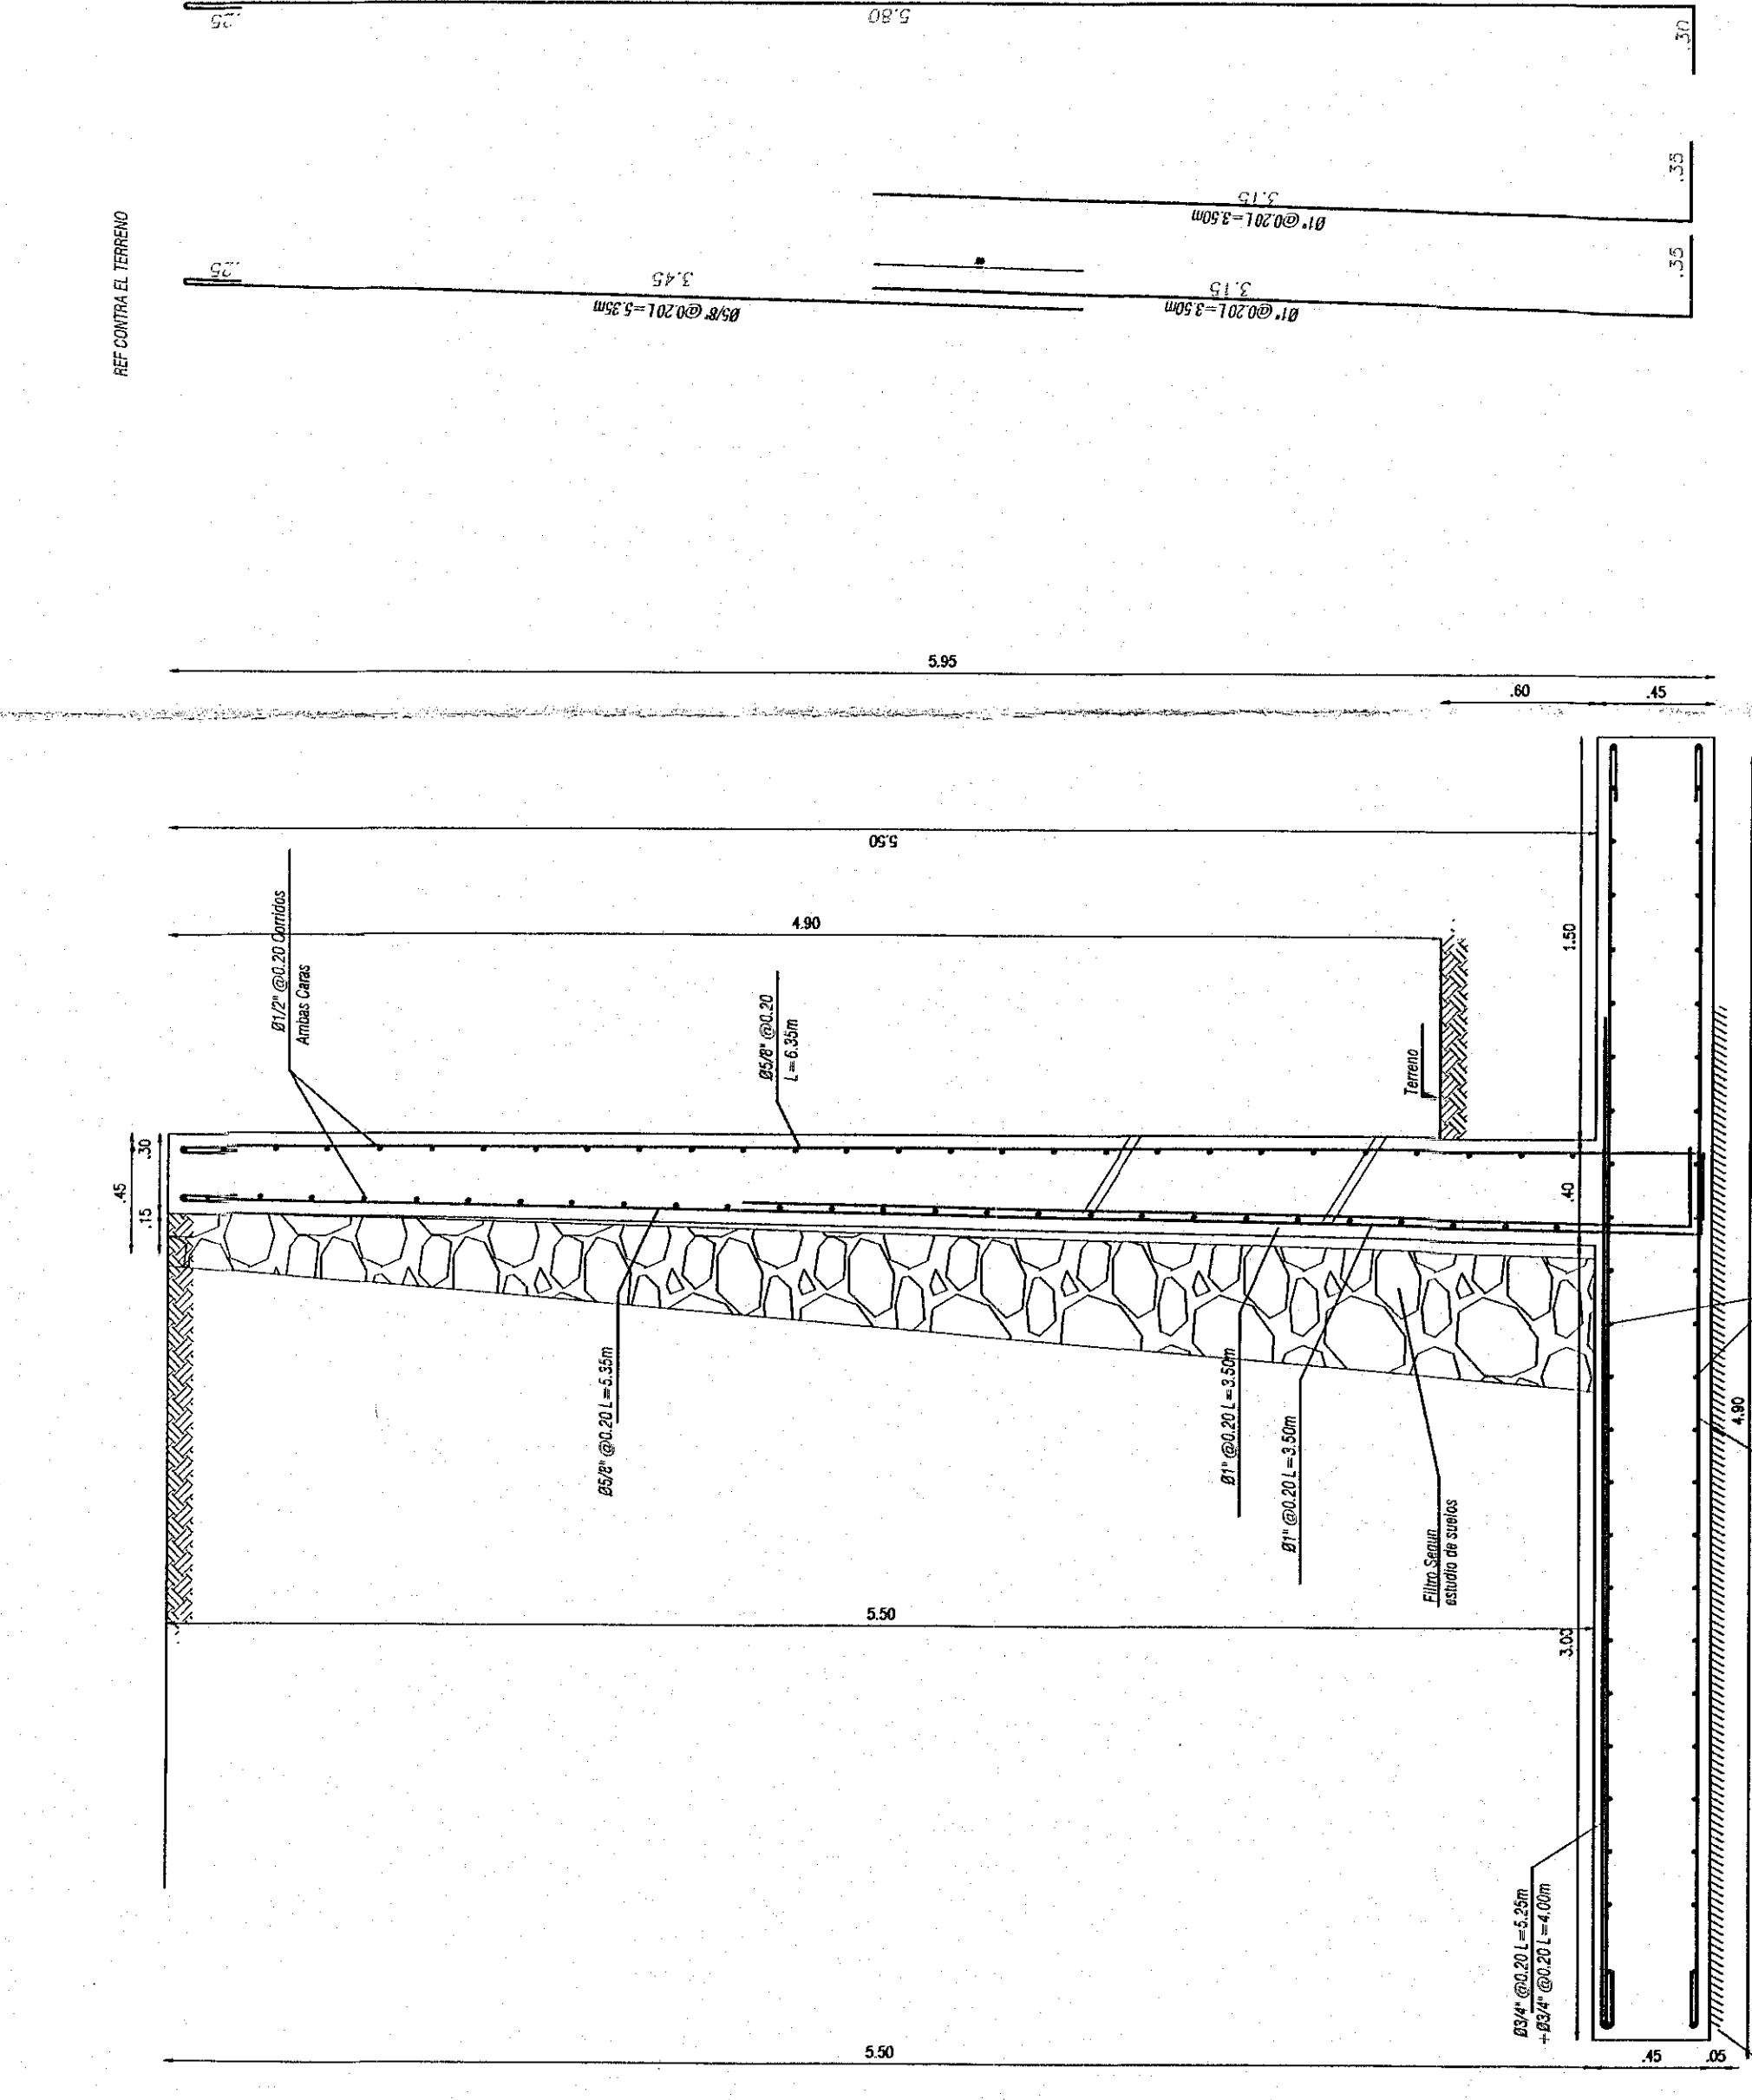 .25
5.80
.30
.35
3.15
Ø1" @0.20 L=3.50m
REF CONTRA EL TERRENO
.25
3.45
Ø5/8" @0.20 L=5.35m
3.15
Ø1" @0.20 L=3.50m
.35
5.95
.60
.45
5.50
4.90
1.50
Ø1/2" @0.20 Corridos
Ambas Caras
Ø5/8" @0.20
L=6.35m
Terreno
.45
.30
.15
.40
Ø5/8" @0.20 L=5.35m
Ø1" @0.20 L=3.50m
Ø1" @0.20 L=3.50m
Filtro Segun
estudio de suelos
4.90
5.50
3.00
Ø3/4" @0.20 L=5.25m
+Ø3/4" @0.20 L=4.00m
5.50
.45
.05